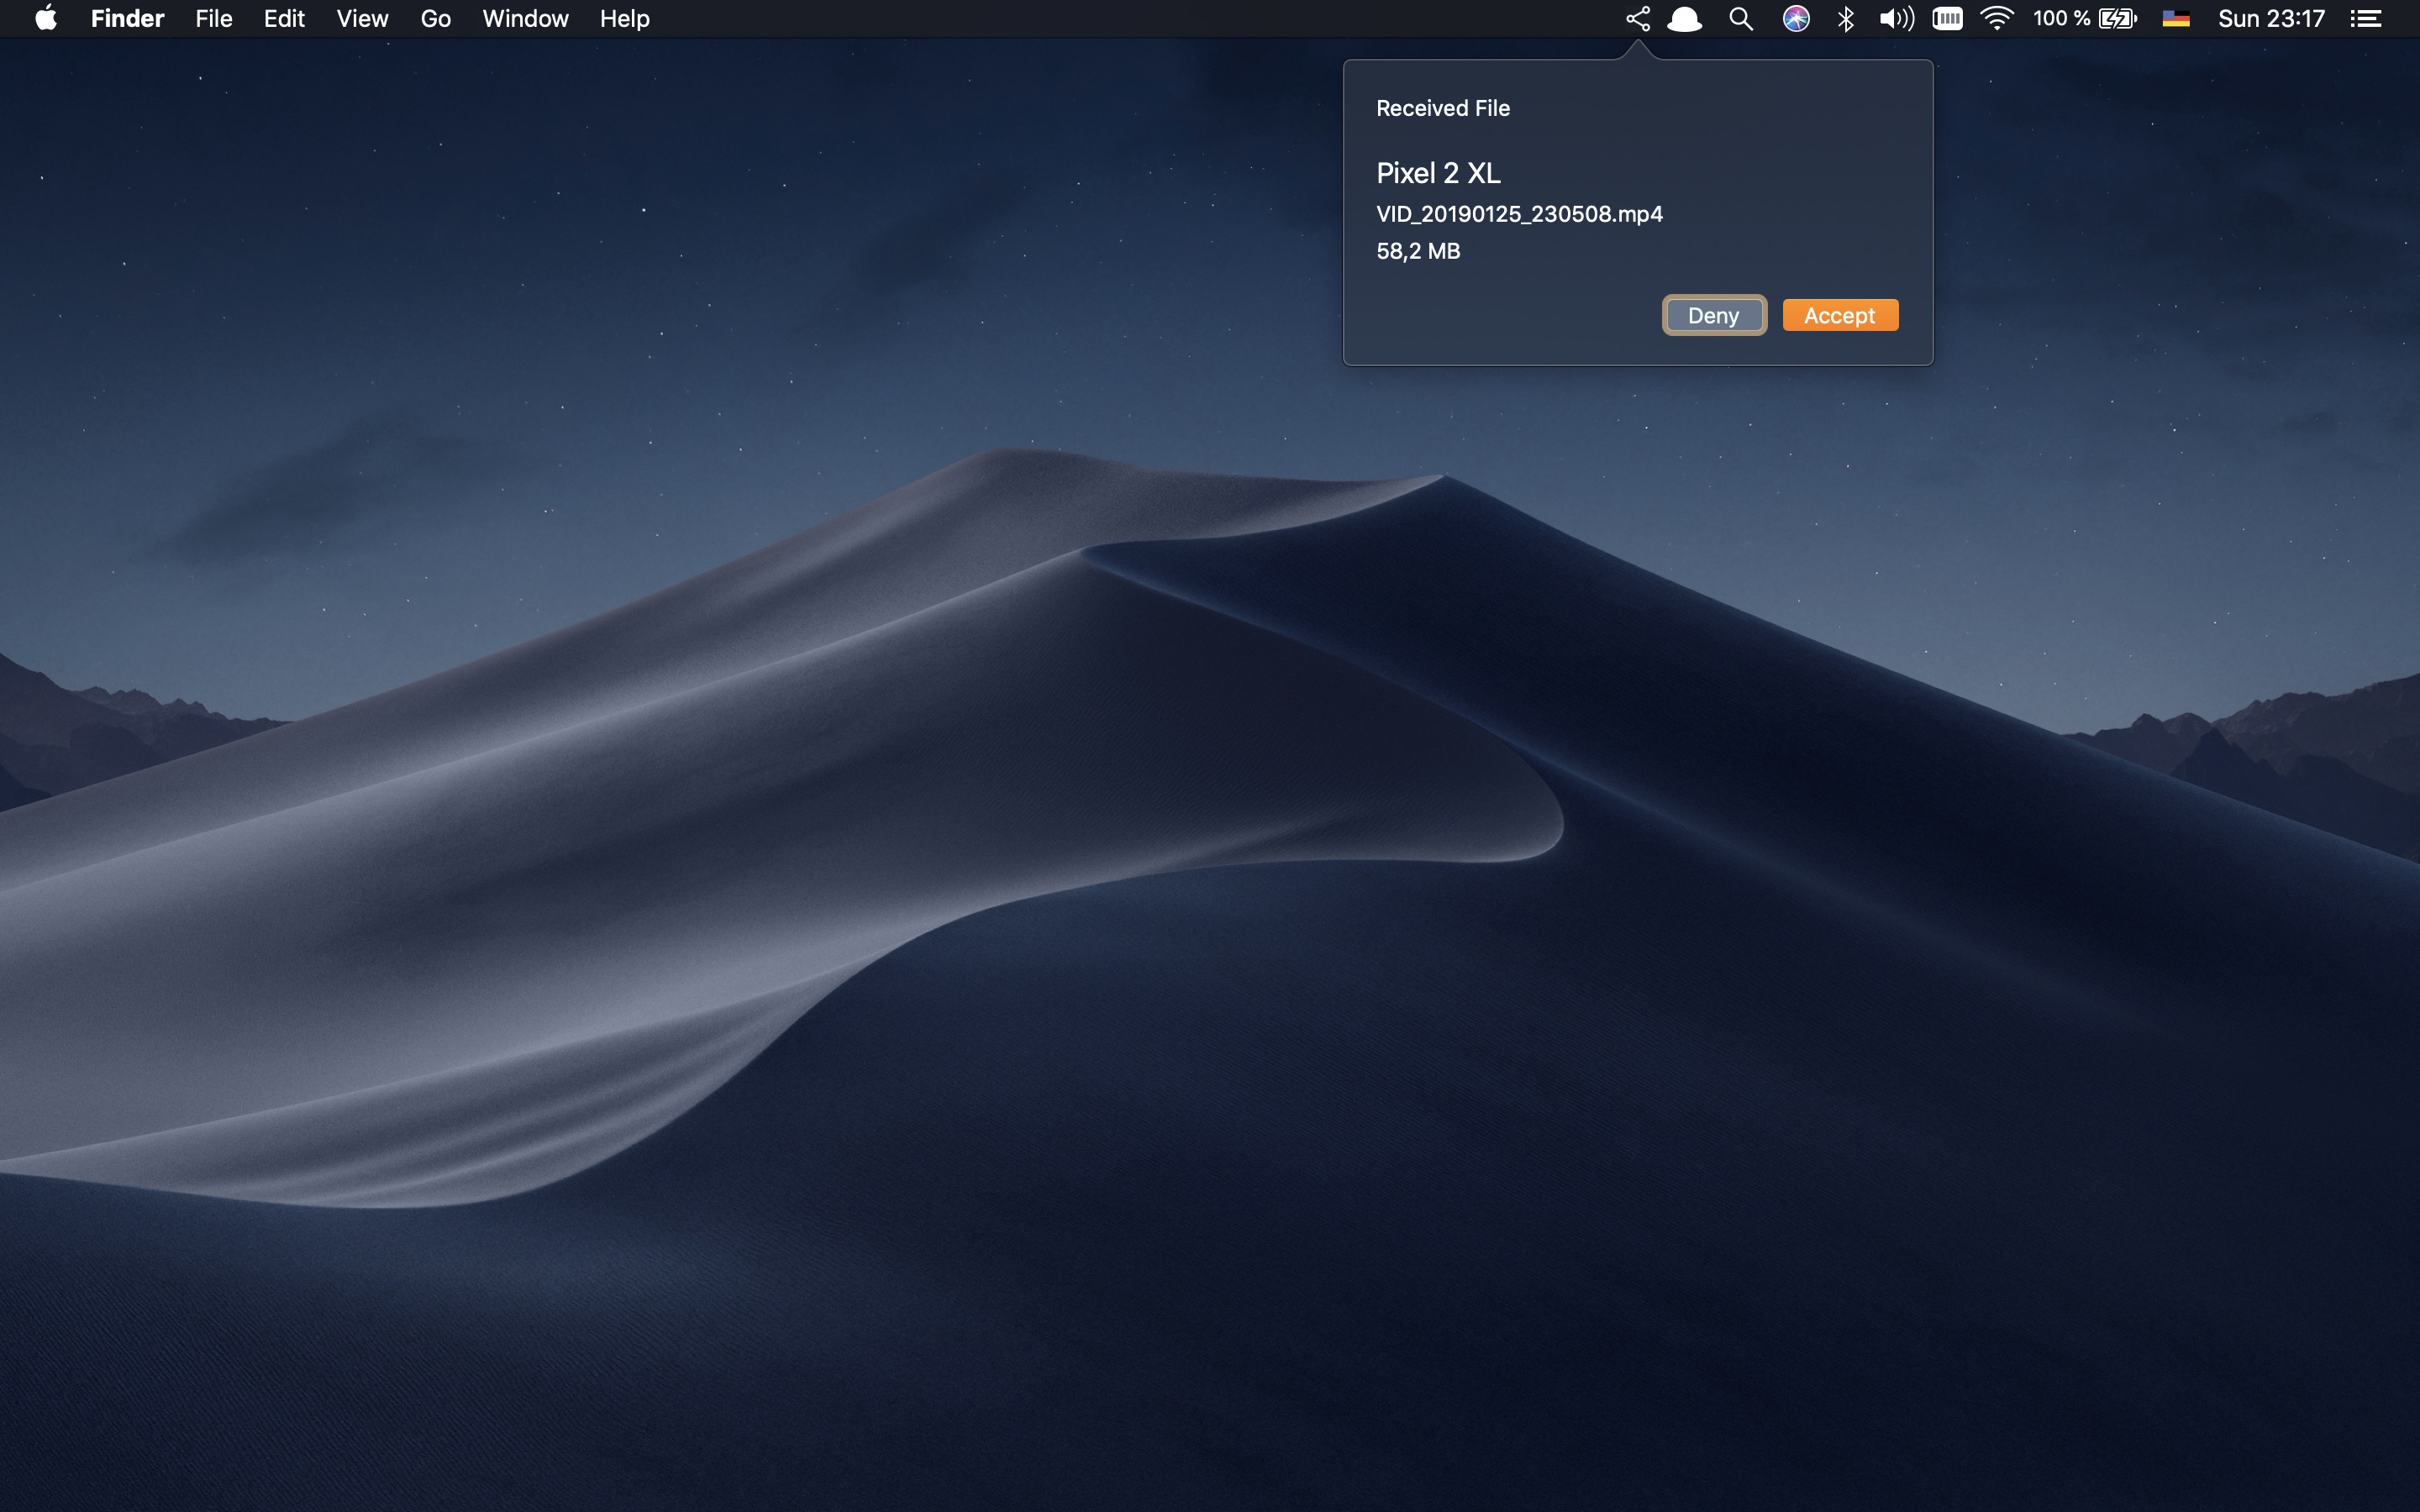 Finder File Edit View Go Window Help 100 % Sun 23:17
Received File
Pixel 2 XL
VID_20190125_230508.mp4
58,2 MB
Deny Accept